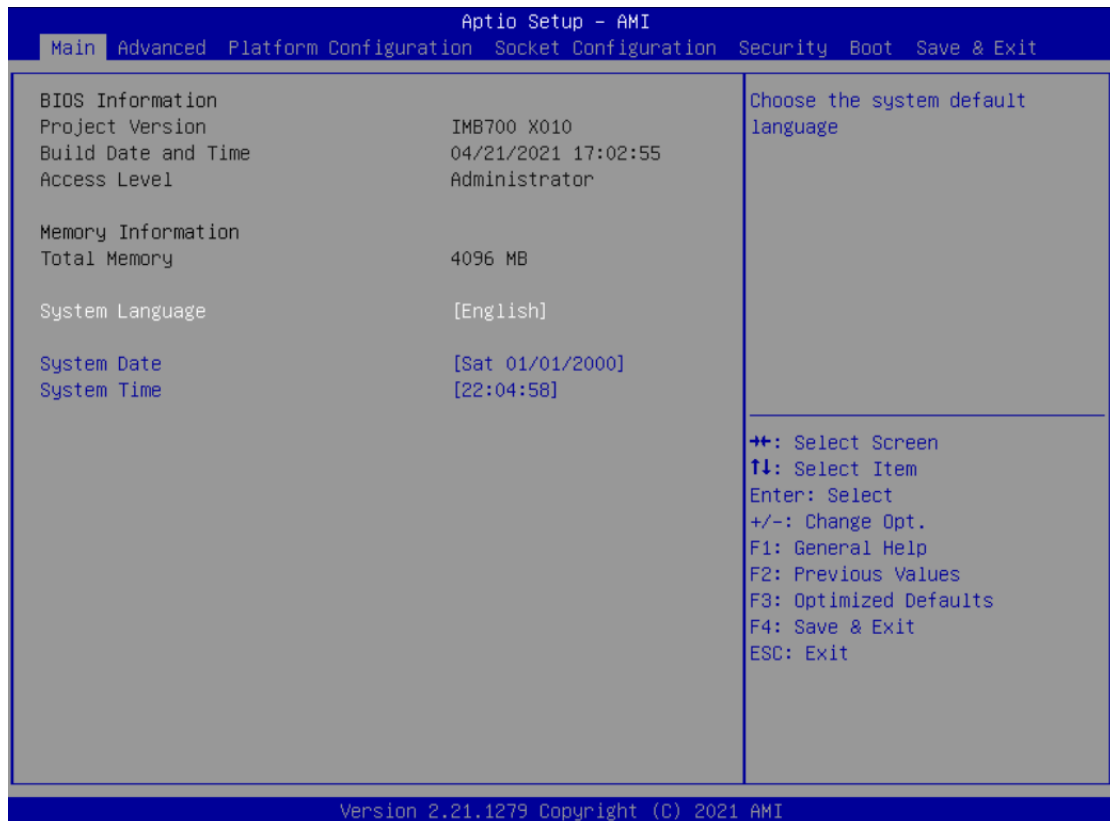 Aptio Setup – AMI
Main Advanced Platform Configuration Socket Configuration Security Boot Save & Exit
BIOS Information
Project Version IMB700 X010
Build Date and Time 04/21/2021 17:02:55
Access Level Administrator
Memory Information
Total Memory 4096 MB
System Language [English]
System Date [Sat 01/01/2000]
System Time [22:04:58]
Choose the system default
language
→←: Select Screen
↑↓: Select Item
Enter: Select
+/-: Change Opt.
F1: General Help
F2: Previous Values
F3: Optimized Defaults
F4: Save & Exit
ESC: Exit
Version 2.21.1279 Copyright (C) 2021 AMI